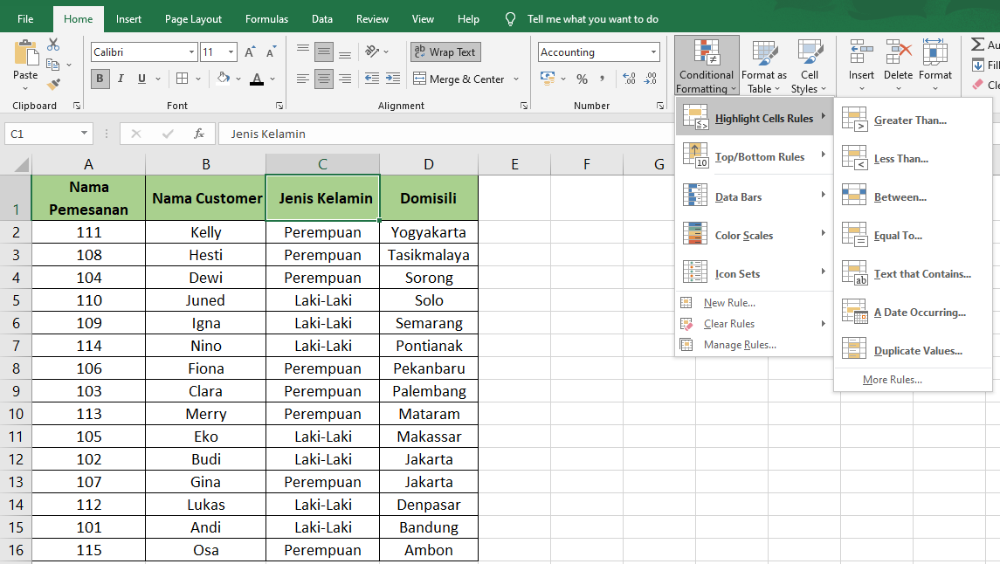 File Home Insert Page Layout Formulas Data Review View Help Tell me what you want to do
Paste
Calibri 11
B I U
ab Wrap Text
Merge & Center
Accounting
% , .00 .00
Conditional Formatting
Format as Table
Cell Styles
Insert Delete Format
Clipboard Font Alignment Number
C1 fx Jenis Kelamin
A B C D E F G
1 Nama Pemesanan Nama Customer Jenis Kelamin Domisili
2 111 Kelly Perempuan Yogyakarta
3 108 Hesti Perempuan Tasikmalaya
4 104 Dewi Perempuan Sorong
5 110 Juned Laki-Laki Solo
6 109 Igna Laki-Laki Semarang
7 114 Nino Laki-Laki Pontianak
8 106 Fiona Perempuan Pekanbaru
9 103 Clara Perempuan Palembang
10 113 Merry Perempuan Mataram
11 105 Eko Laki-Laki Makassar
12 102 Budi Laki-Laki Jakarta
13 107 Gina Perempuan Jakarta
14 112 Lukas Laki-Laki Denpasar
15 101 Andi Laki-Laki Bandung
16 115 Osa Perempuan Ambon
Highlight Cells Rules
Top/Bottom Rules
Data Bars
Color Scales
Icon Sets
New Rule...
Clear Rules
Manage Rules...
Greater Than...
Less Than...
Between...
Equal To...
Text that Contains...
A Date Occurring...
Duplicate Values...
More Rules...